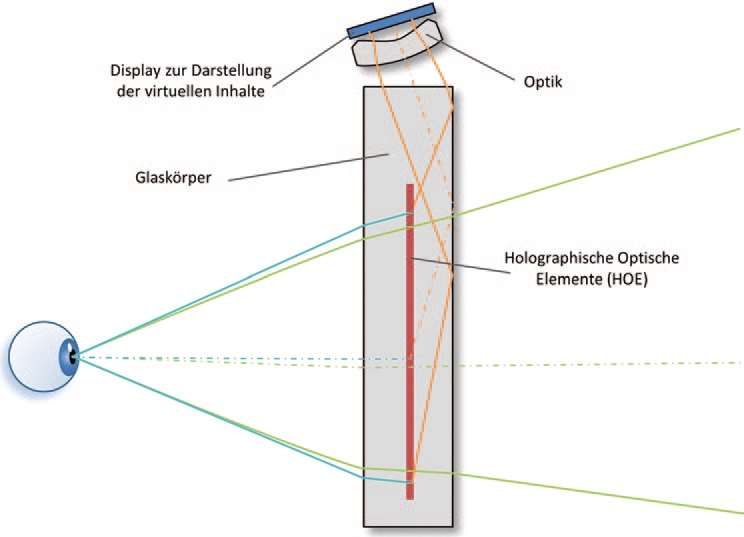 Display zur Darstellung
der virtuellen Inhalte
Optik
Glaskörper
Holographische Optische
Elemente (HOE)